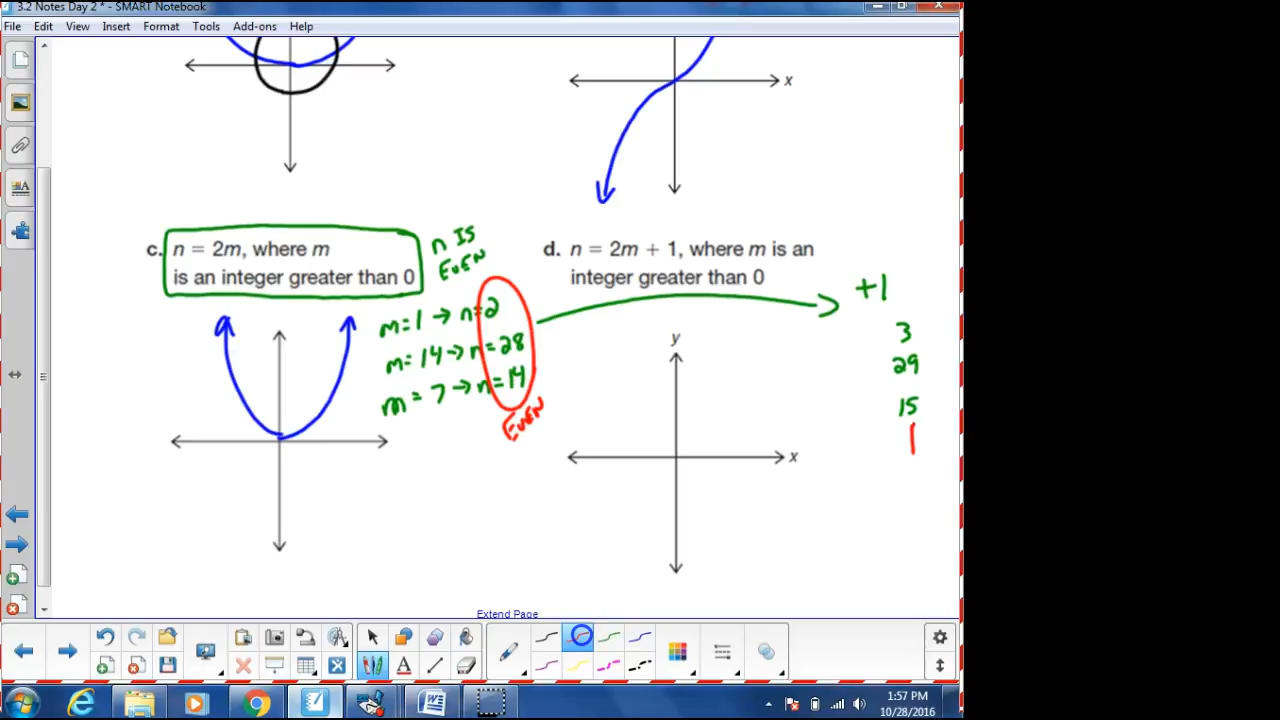 3.2 Notes Day 2 * - SMART Notebook
File Edit View Insert Format Tools Add-ons Help
x
c. n = 2m, where m
is an integer greater than 0
n IS
EVEN
m=1 → n=2
m=14 → n=28
m=7 → n=14
EVEN
d. n = 2m + 1, where m is an
integer greater than 0
+1
3
29
15
y
x
Extend Page
1:57 PM
10/28/2016